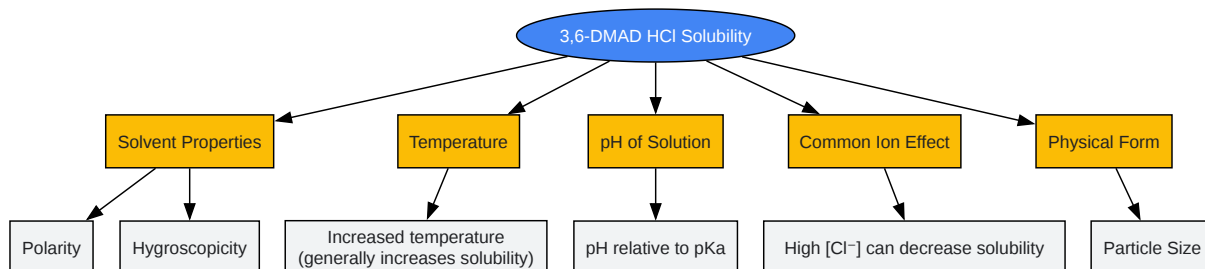 3,6-DMAD HCl Solubility
Solvent Properties
Temperature
pH of Solution
Common Ion Effect
Physical Form
Polarity
Hygroscopicity
Increased temperature
(generally increases solubility)
pH relative to pKa
High [Cl⁻] can decrease solubility
Particle Size